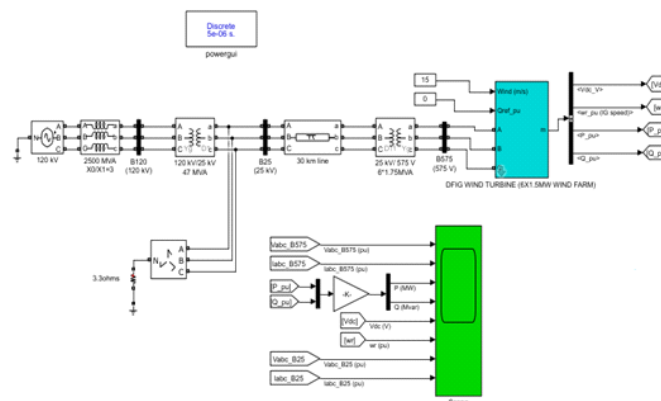 Discrete
5e-06 s.
powergui
15
0
Wind (m/s)
Qref_pu
A
B
m
<Vdc_V>
<wr_pu (IG speed)>
<P_pu>
<Q_pu>
N
A
B
C
120 kV
A
B
C
A
B
C
2500 MVA
X0/X1=3
B120
(120 kV)
A
B
C
a
b
c
120 kV/25 kV
47 MVA
B25
(25 kV)
A
B
C
a
b
c
30 km line
A
B
C
a
b
c
25 kV/ 575 V
6*1.75MVA
B575
(575 V)
DFIG WIND TURBINE (6X1.5MW WIND FARM)
N
A
B
C
3.3ohms
Vabc_B575
Vabc_B575 (pu)
Iabc_B575
Iabc_B575 (pu)
[P_pu]
[Q_pu]
-K-
P (MW)
Q (Mvar)
[Vdc]
Vdc (V)
[wr]
wr (pu)
Vabc_B25
Vabc_B25 (pu)
Iabc_B25
Iabc_B25 (pu)